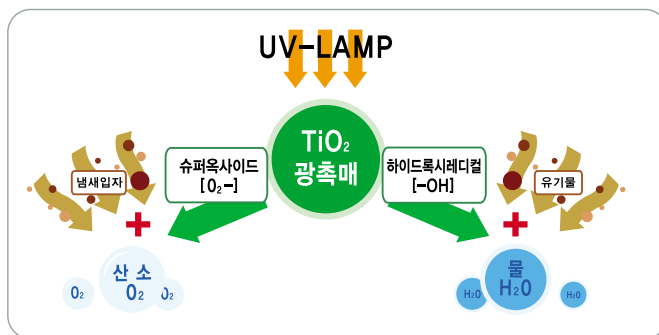 UV-LAMP
TiO₂
광촉매
슈퍼옥사이드
[O₂-]
하이드록시레디컬
[-OH]
냄새입자
유기물
산 소
O₂
O₂
O₂
물
H₂O
H₂O
H₂O